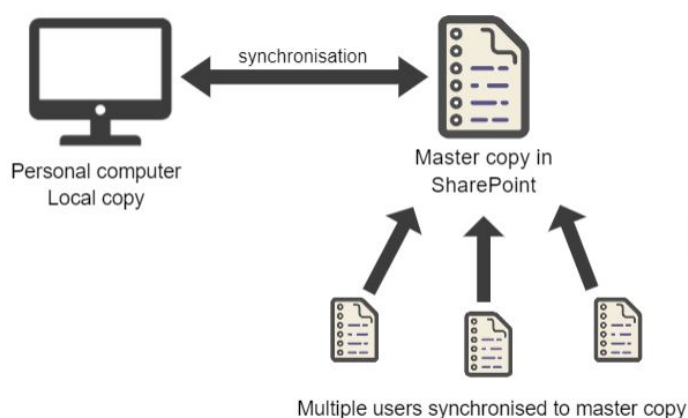 synchronisation
Personal computer
Local copy
Master copy in
SharePoint
Multiple users synchronised to master copy